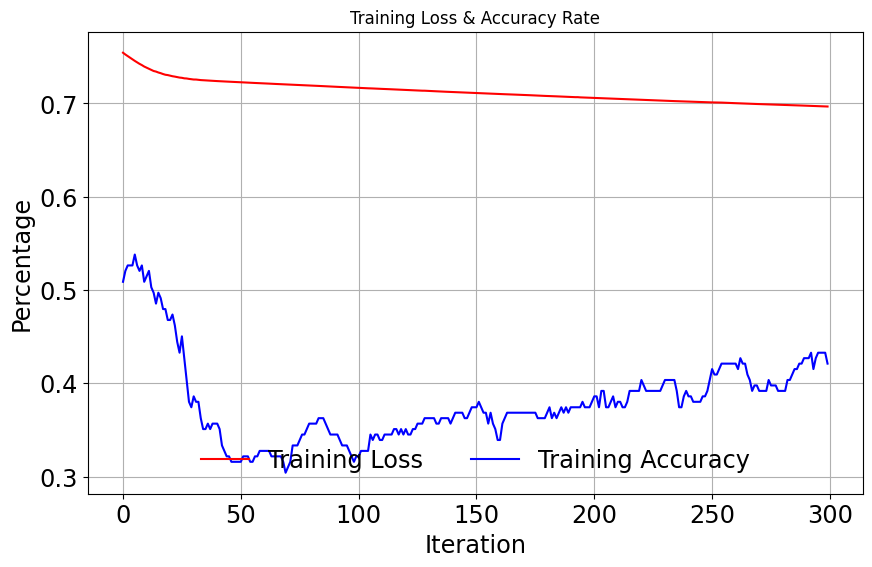 Training Loss & Accuracy Rate
Percentage
0.7
0.6
0.5
0.4
0.3
Training Loss Training Accuracy
0 50 100 150 200 250 300
Iteration